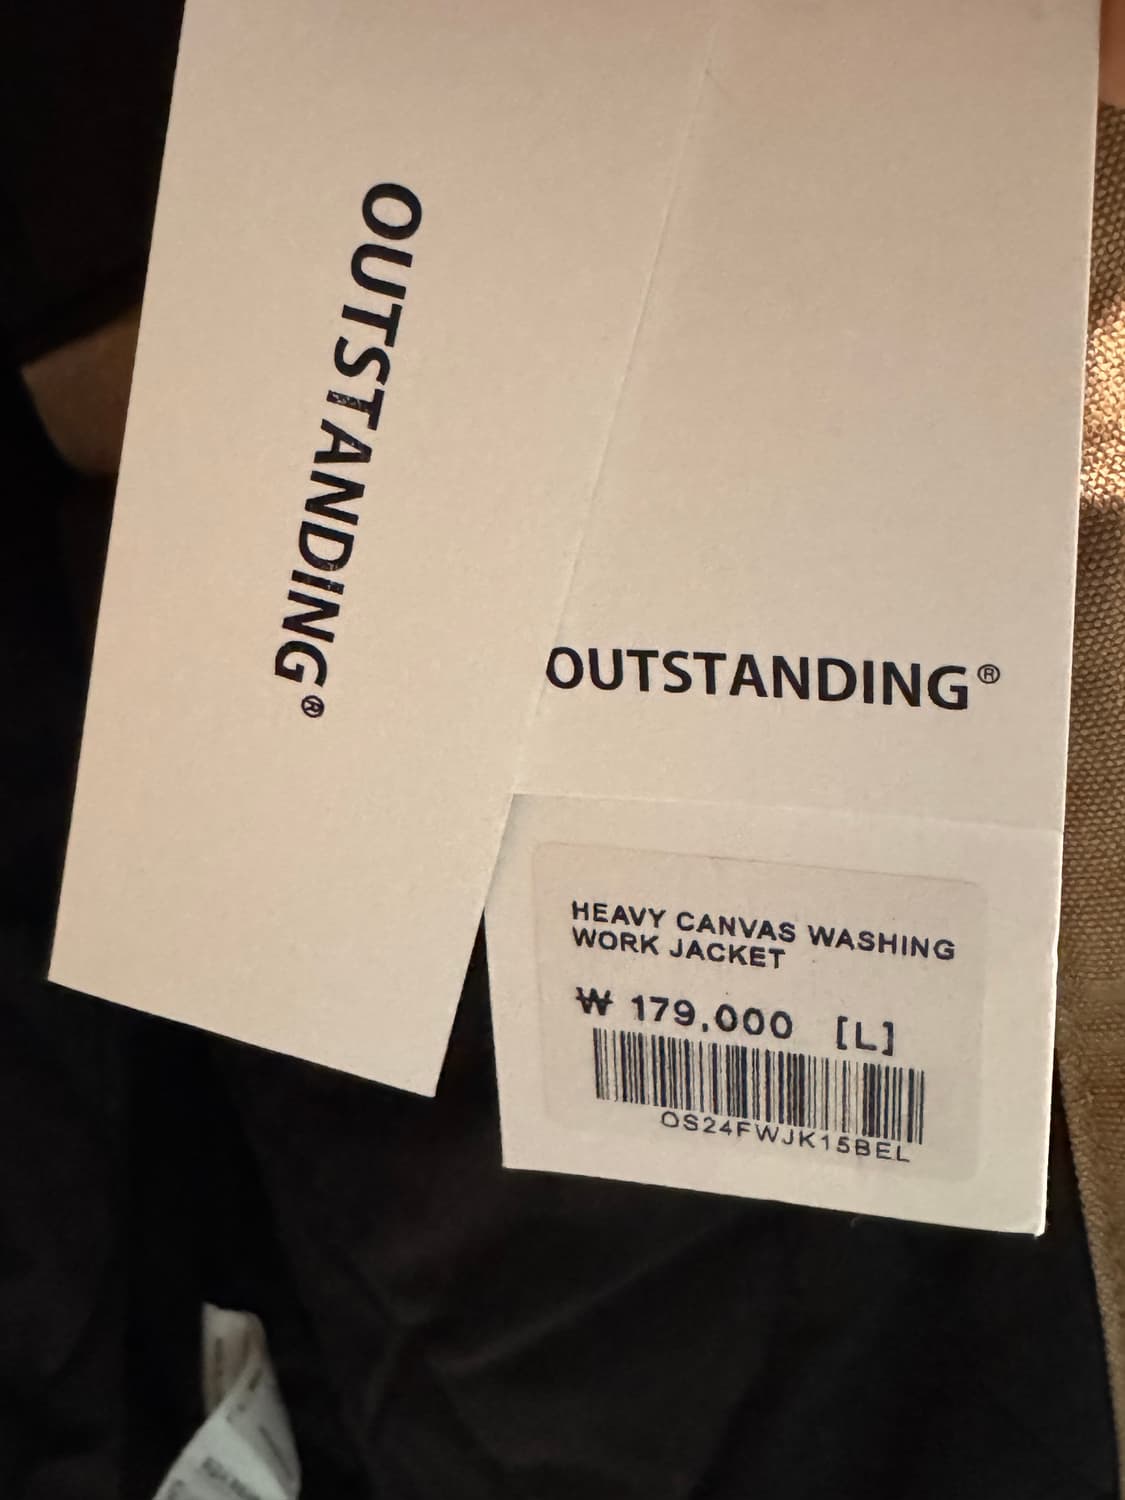 OUTSTANDING®
OUTSTANDING®
HEAVY CANVAS WASHING
WORK JACKET
₩ 179,000 [L]
OS24FWJK15BEL